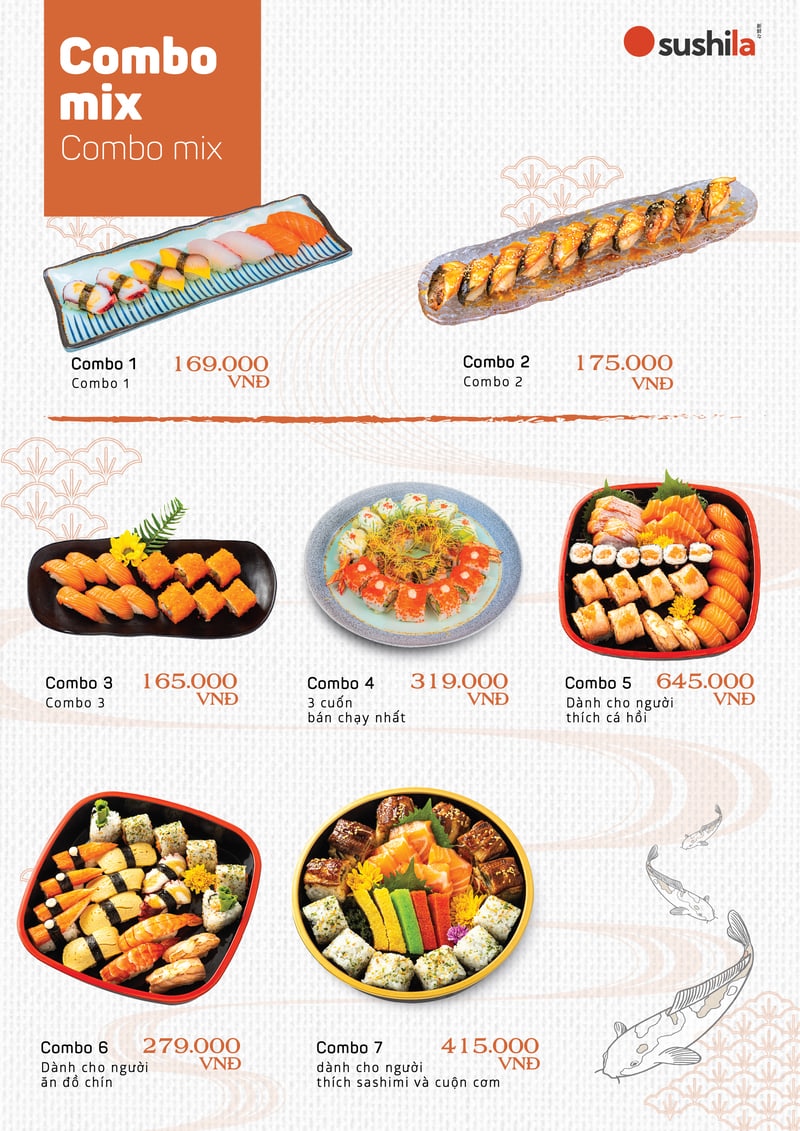 Combo
mix
Combo mix
sushila
Combo 1 169.000
Combo 1 VNĐ
Combo 2 175.000
Combo 2 VNĐ
Combo 3 165.000
Combo 3 VNĐ
Combo 4 319.000
3 cuốn VNĐ
bán chạy nhất
Combo 5 645.000
Dành cho người VNĐ
thích cá hồi
Combo 6 279.000
Dành cho người VNĐ
ăn đồ chín
Combo 7 415.000
dành cho người VNĐ
thích sashimi và cuộn cơm